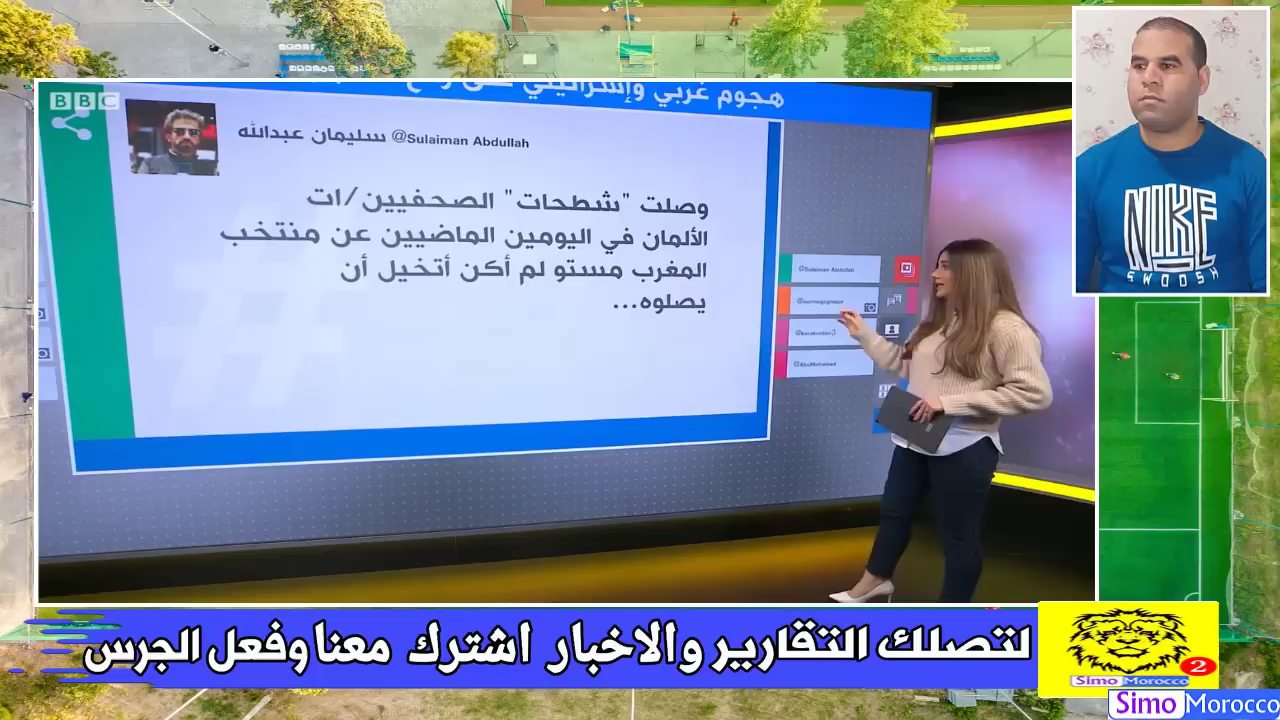 هجوم غربي وإسرائيلي على
BBC
سليمان عبدالله @Sulaiman Abdullah
وصلت "شطحات" الصحفيين/ات
الألمان في اليومين الماضيين عن منتخب
المغرب مستو لم أكن أتخيل أن
يصلوه...
@Sulaiman Abdullah
@AbuMohamed
NIKE
SWOOSH
لتصلك التقارير والاخبار اشترك معنا وفعل الجرس
2
Simo Morocco
Simo Morocco